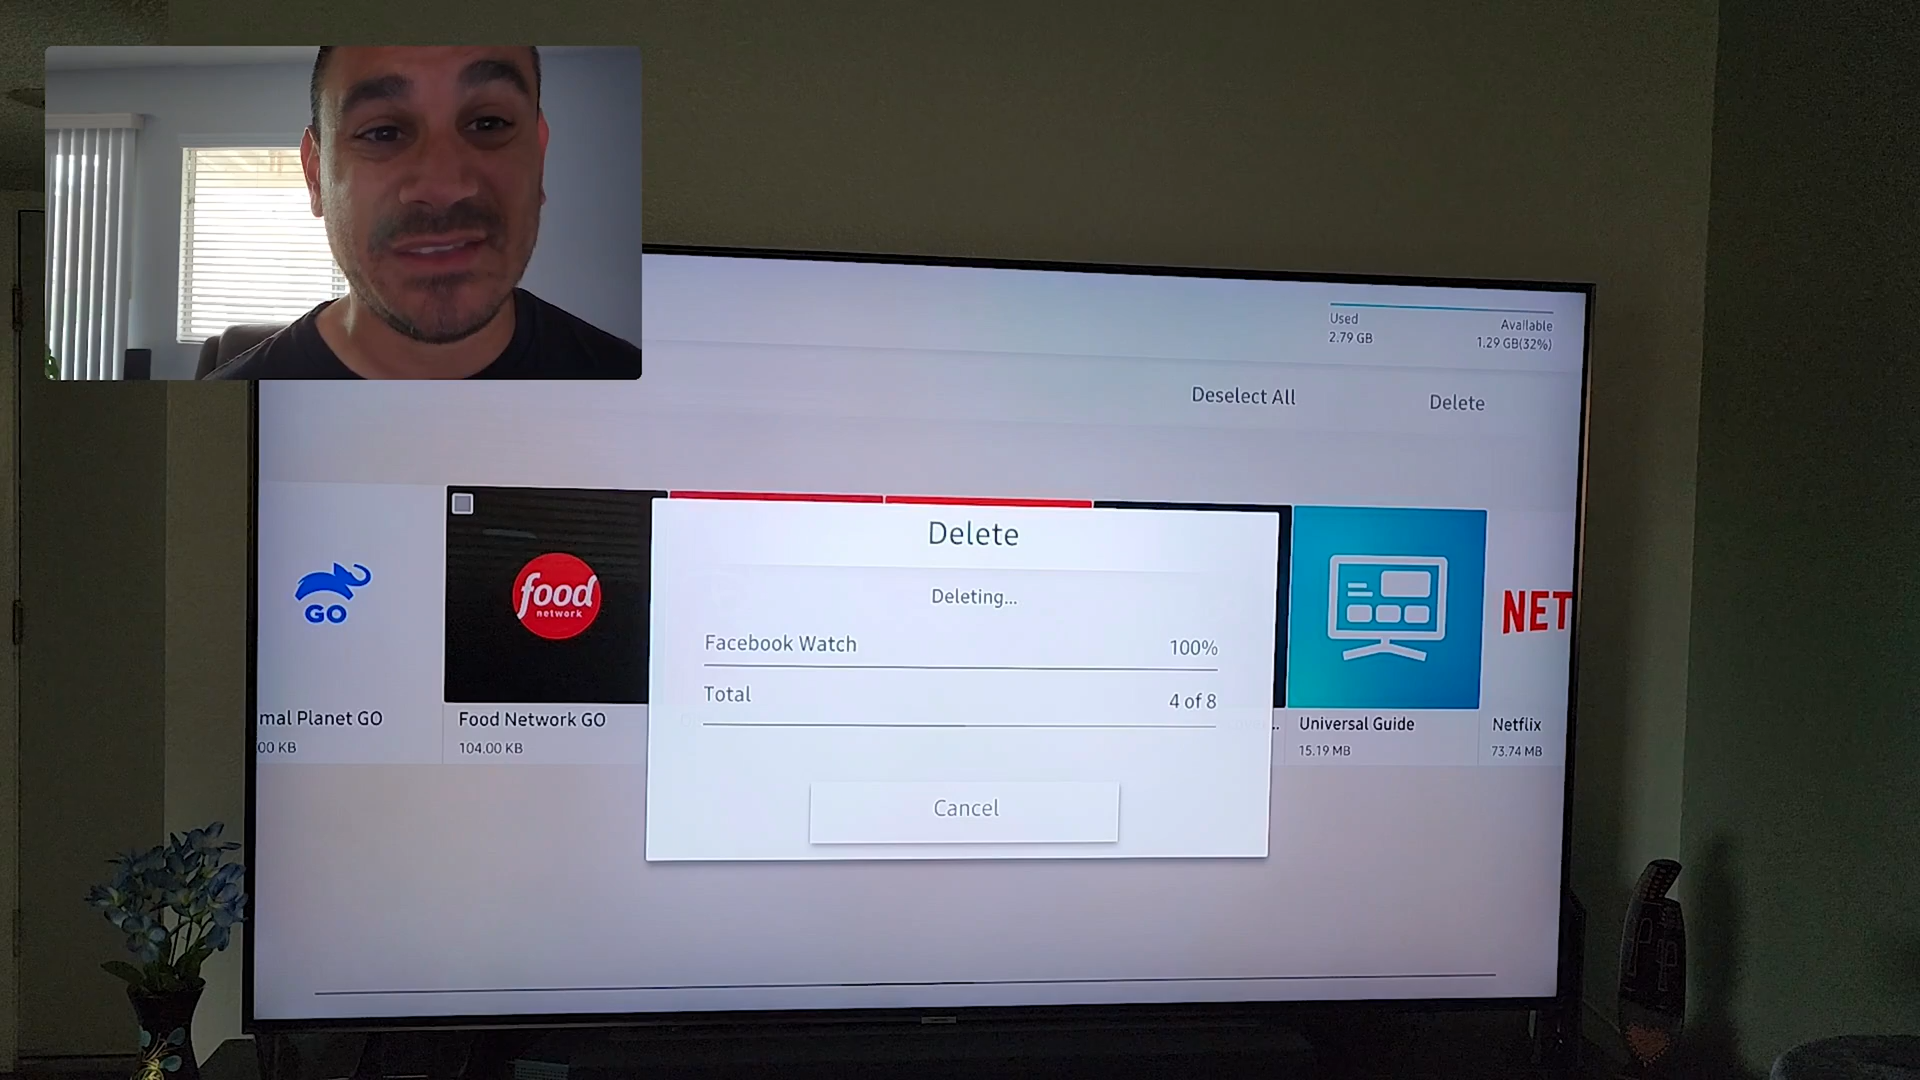 Used
2.79 GB
Available
1.29 GB(32%)
Deselect All
Delete
GO
food
network
NET
Delete
Deleting...
Facebook Watch
100%
Total
4 of 8
Cancel
mal Planet GO
00 KB
Food Network GO
104.00 KB
Universal Guide
15.19 MB
Netflix
73.74 MB